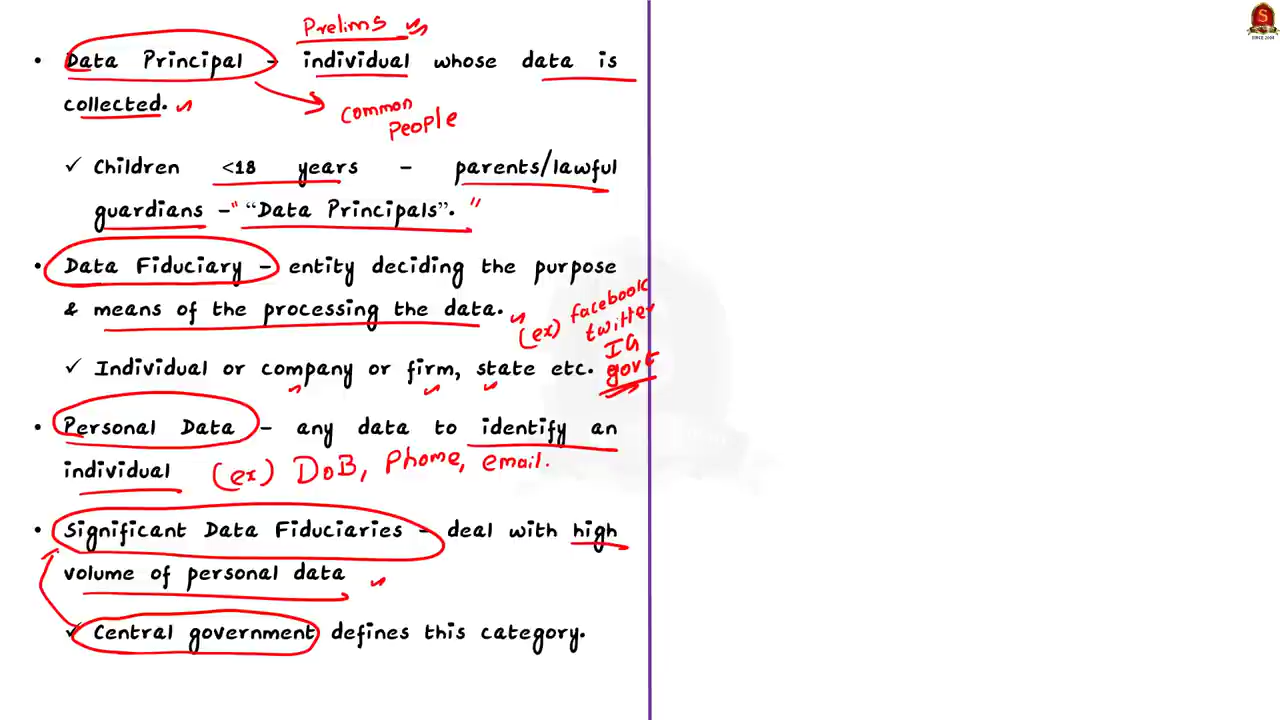 Prelims
• Data Principal - individual whose data is
collected.
common
people
✓ Children <18 years - parents/lawful
guardians -" “Data Principals”. "
• Data Fiduciary - entity deciding the purpose
& means of the processing the data.
(ex) facebook
twitter
IG
govt
✓ Individual or company or firm, state etc.
• Personal Data - any data to identify an
individual (ex) DoB, Phome, email.
• Significant Data Fiduciaries - deal with high
volume of personal data
✓ Central government defines this category.
S
SINCE 2004